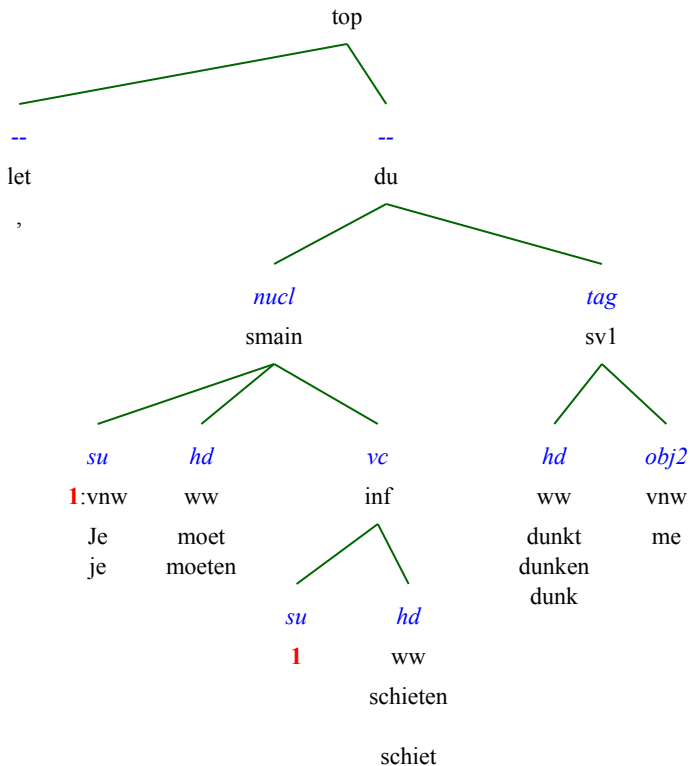 top
-- --
let du
,
nucl tag
smain sv1
su hd vc hd obj2
1:vnw ww inf ww vnw
Je moet dunkt me
je moeten dunken
dunk
su hd
1 ww
schieten
schiet